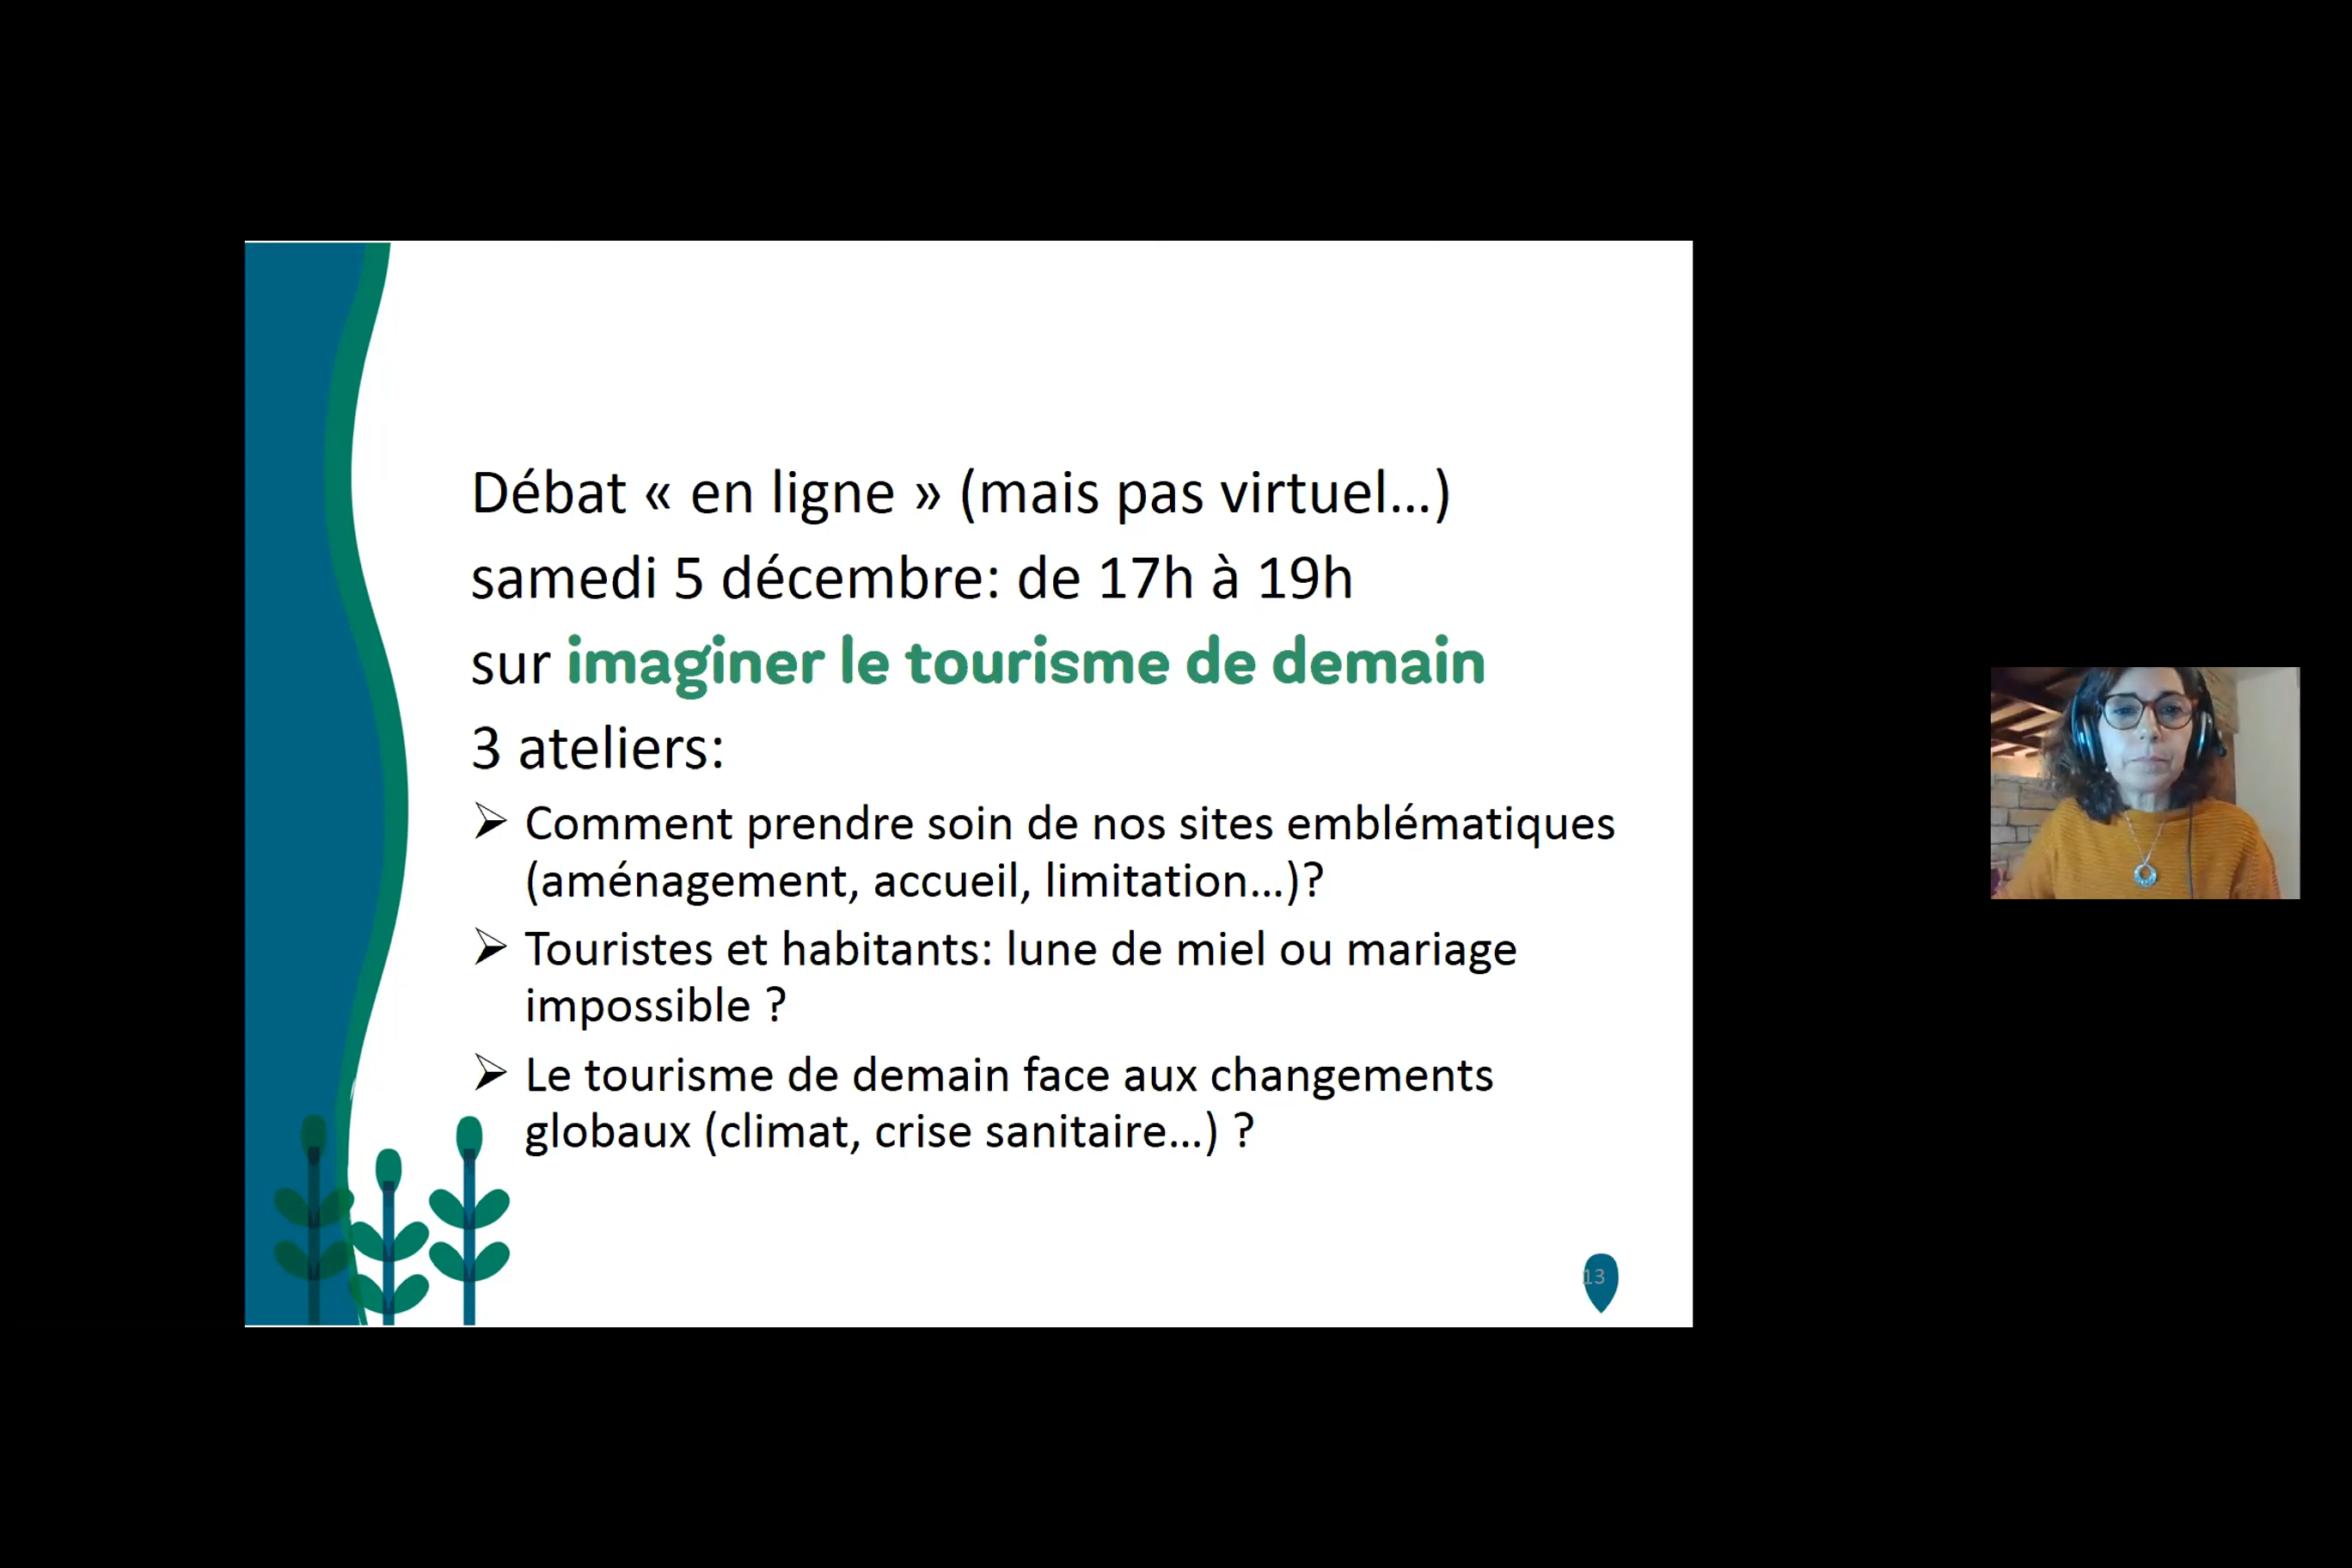 Débat « en ligne » (mais pas virtuel...)
samedi 5 décembre: de 17h à 19h
sur imaginer le tourisme de demain
3 ateliers:
➢ Comment prendre soin de nos sites emblématiques
(aménagement, accueil, limitation...)?
➢ Touristes et habitants: lune de miel ou mariage
impossible ?
➢ Le tourisme de demain face aux changements
globaux (climat, crise sanitaire...) ?
13